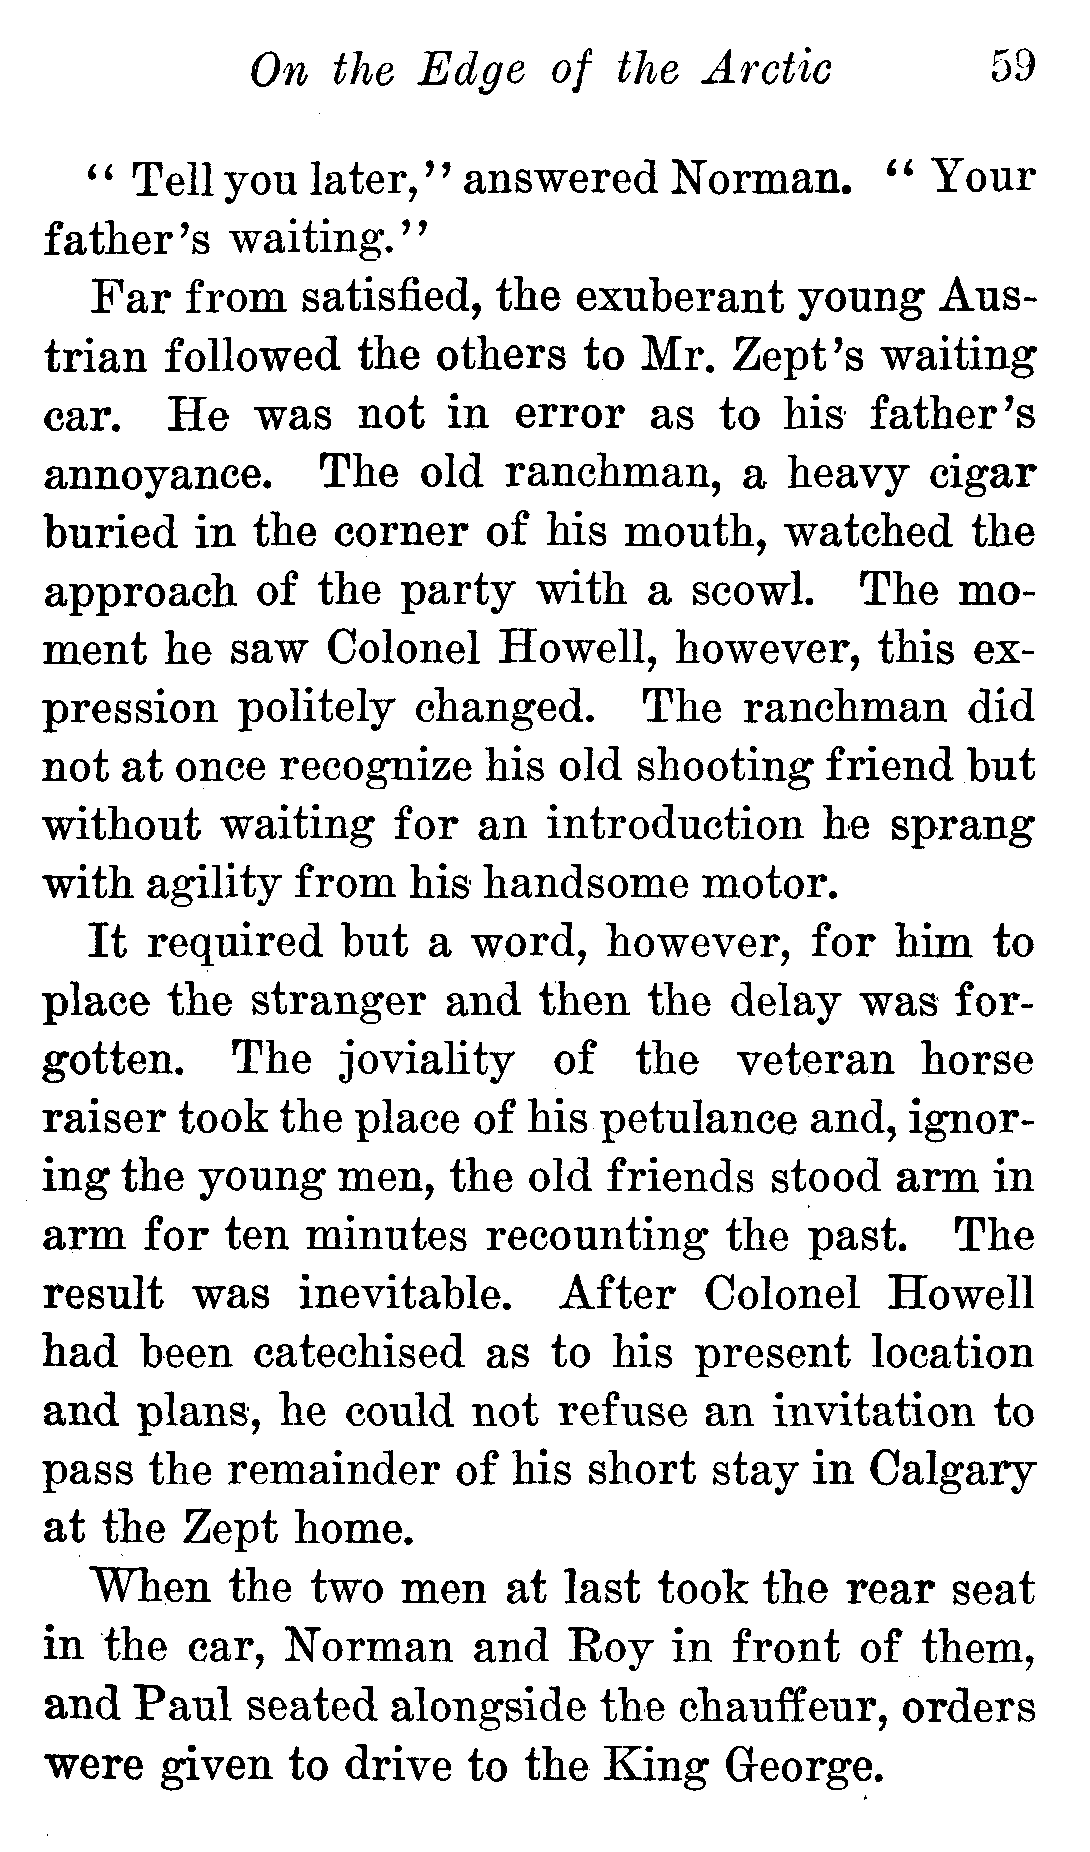 On the Edge of the Arctic 59
“ Tell you later,” answered Norman. “ Your
father's waiting.”
Far from satisfied, the exuberant young Aus-
trian followed the others to Mr. Zept's waiting
car. He was not in error as to his father's
annoyance. The old ranchman, a heavy cigar
buried in the corner of his mouth, watched the
approach of the party with a scowl. The mo-
ment he saw Colonel Howell, however, this ex-
pression politely changed. The ranchman did
not at once recognize his old shooting friend but
without waiting for an introduction he sprang
with agility from his handsome motor.
It required but a word, however, for him to
place the stranger and then the delay was for-
gotten. The joviality of the veteran horse
raiser took the place of his petulance and, ignor-
ing the young men, the old friends stood arm in
arm for ten minutes recounting the past. The
result was inevitable. After Colonel Howell
had been catechised as to his present location
and plans, he could not refuse an invitation to
pass the remainder of his short stay in Calgary
at the Zept home.
When the two men at last took the rear seat
in the car, Norman and Roy in front of them,
and Paul seated alongside the chauffeur, orders
were given to drive to the King George.